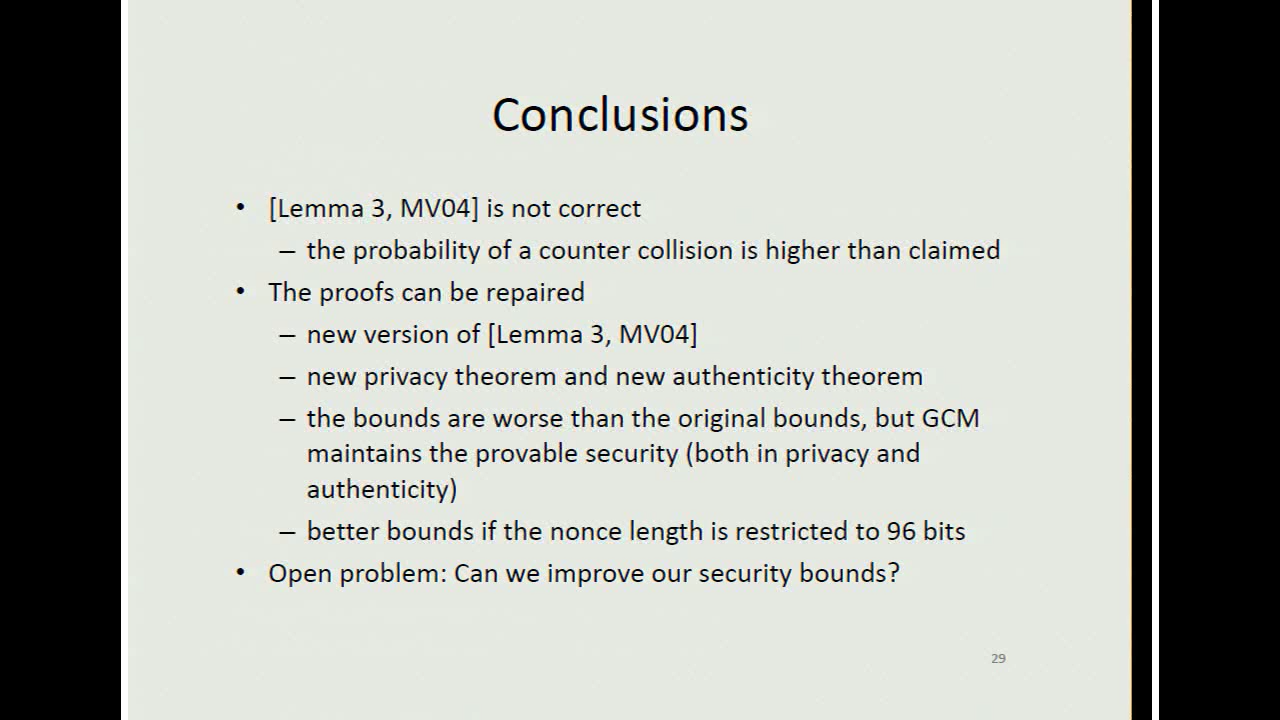 Conclusions
• [Lemma 3, MV04] is not correct
– the probability of a counter collision is higher than claimed
• The proofs can be repaired
– new version of [Lemma 3, MV04]
– new privacy theorem and new authenticity theorem
– the bounds are worse than the original bounds, but GCM
maintains the provable security (both in privacy and
authenticity)
– better bounds if the nonce length is restricted to 96 bits
• Open problem: Can we improve our security bounds?
29